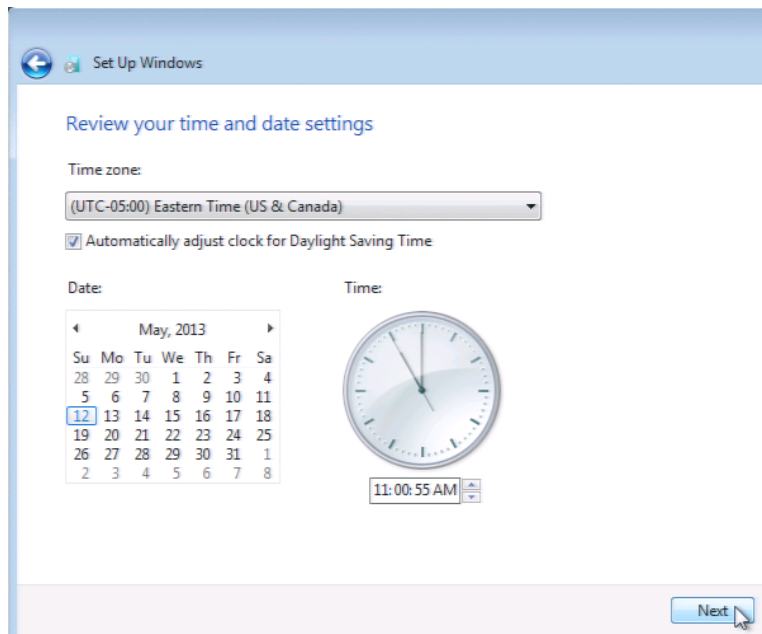 Set Up Windows
Review your time and date settings
Time zone:
(UTC-05:00) Eastern Time (US & Canada)
Automatically adjust clock for Daylight Saving Time
Date:
Time:
May, 2013
Su Mo Tu We Th Fr Sa
28 29 30 1 2 3 4
5 6 7 8 9 10 11
12 13 14 15 16 17 18
19 20 21 22 23 24 25
26 27 28 29 30 31 1
2 3 4 5 6 7 8
11:00:55 AM
Next